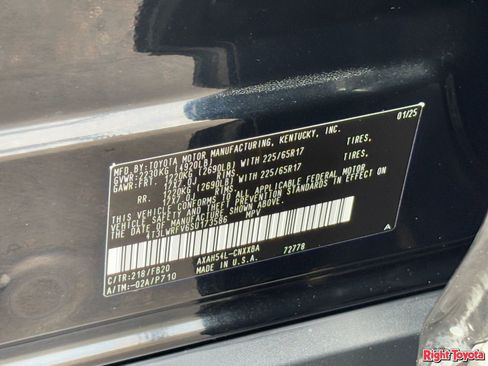 MFD.BY:TOYOTA MOTOR MANUFACTURING, KENTUCKY, INC. 01/25
GVWR:2230KG (4920LB)
GAWR:FRT. 1220KG (2690LB) WITH 225/65R17 TIRES.
17X7.0J RIMS.
RR. 1220KG (2690LB) WITH 225/65R17 TIRES.
17X7.0J RIMS.
THIS VEHICLE CONFORMS TO ALL APPLICABLE FEDERAL MOTOR
VEHICLE SAFETY AND THEFT PREVENTION STANDARDS IN EFFECT ON
THE DATE OF MANUFACTURE SHOWN ABOVE.
4T3LWRFV6SU173586 MPV
A
C/TR:218/FB20 AXAH54L-CNXXBA 72778
A/TM:-02A/P710 MADE IN U.S.A.
Right Toyota